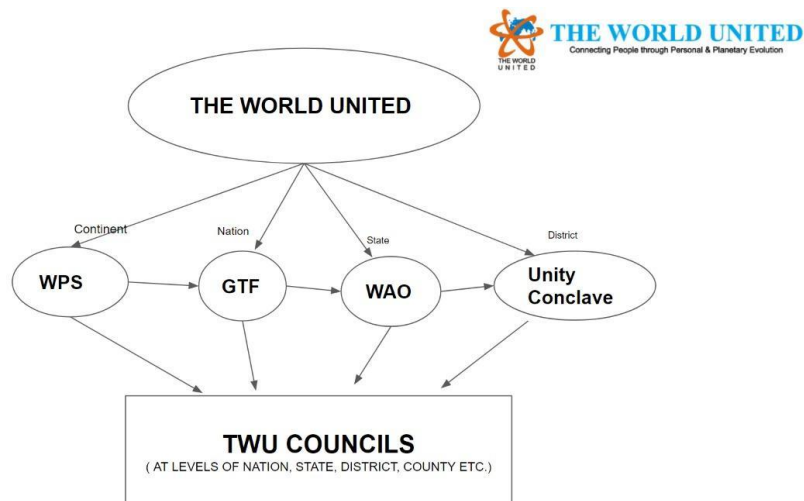 THE WORLD UNITED
Connecting People through Personal & Planetary Evolution
THE WORLD
UNITED
THE WORLD UNITED
Continent
Nation
State
District
WPS
GTF
WAO
Unity
Conclave
TWU COUNCILS
( AT LEVELS OF NATION, STATE, DISTRICT, COUNTY ETC.)